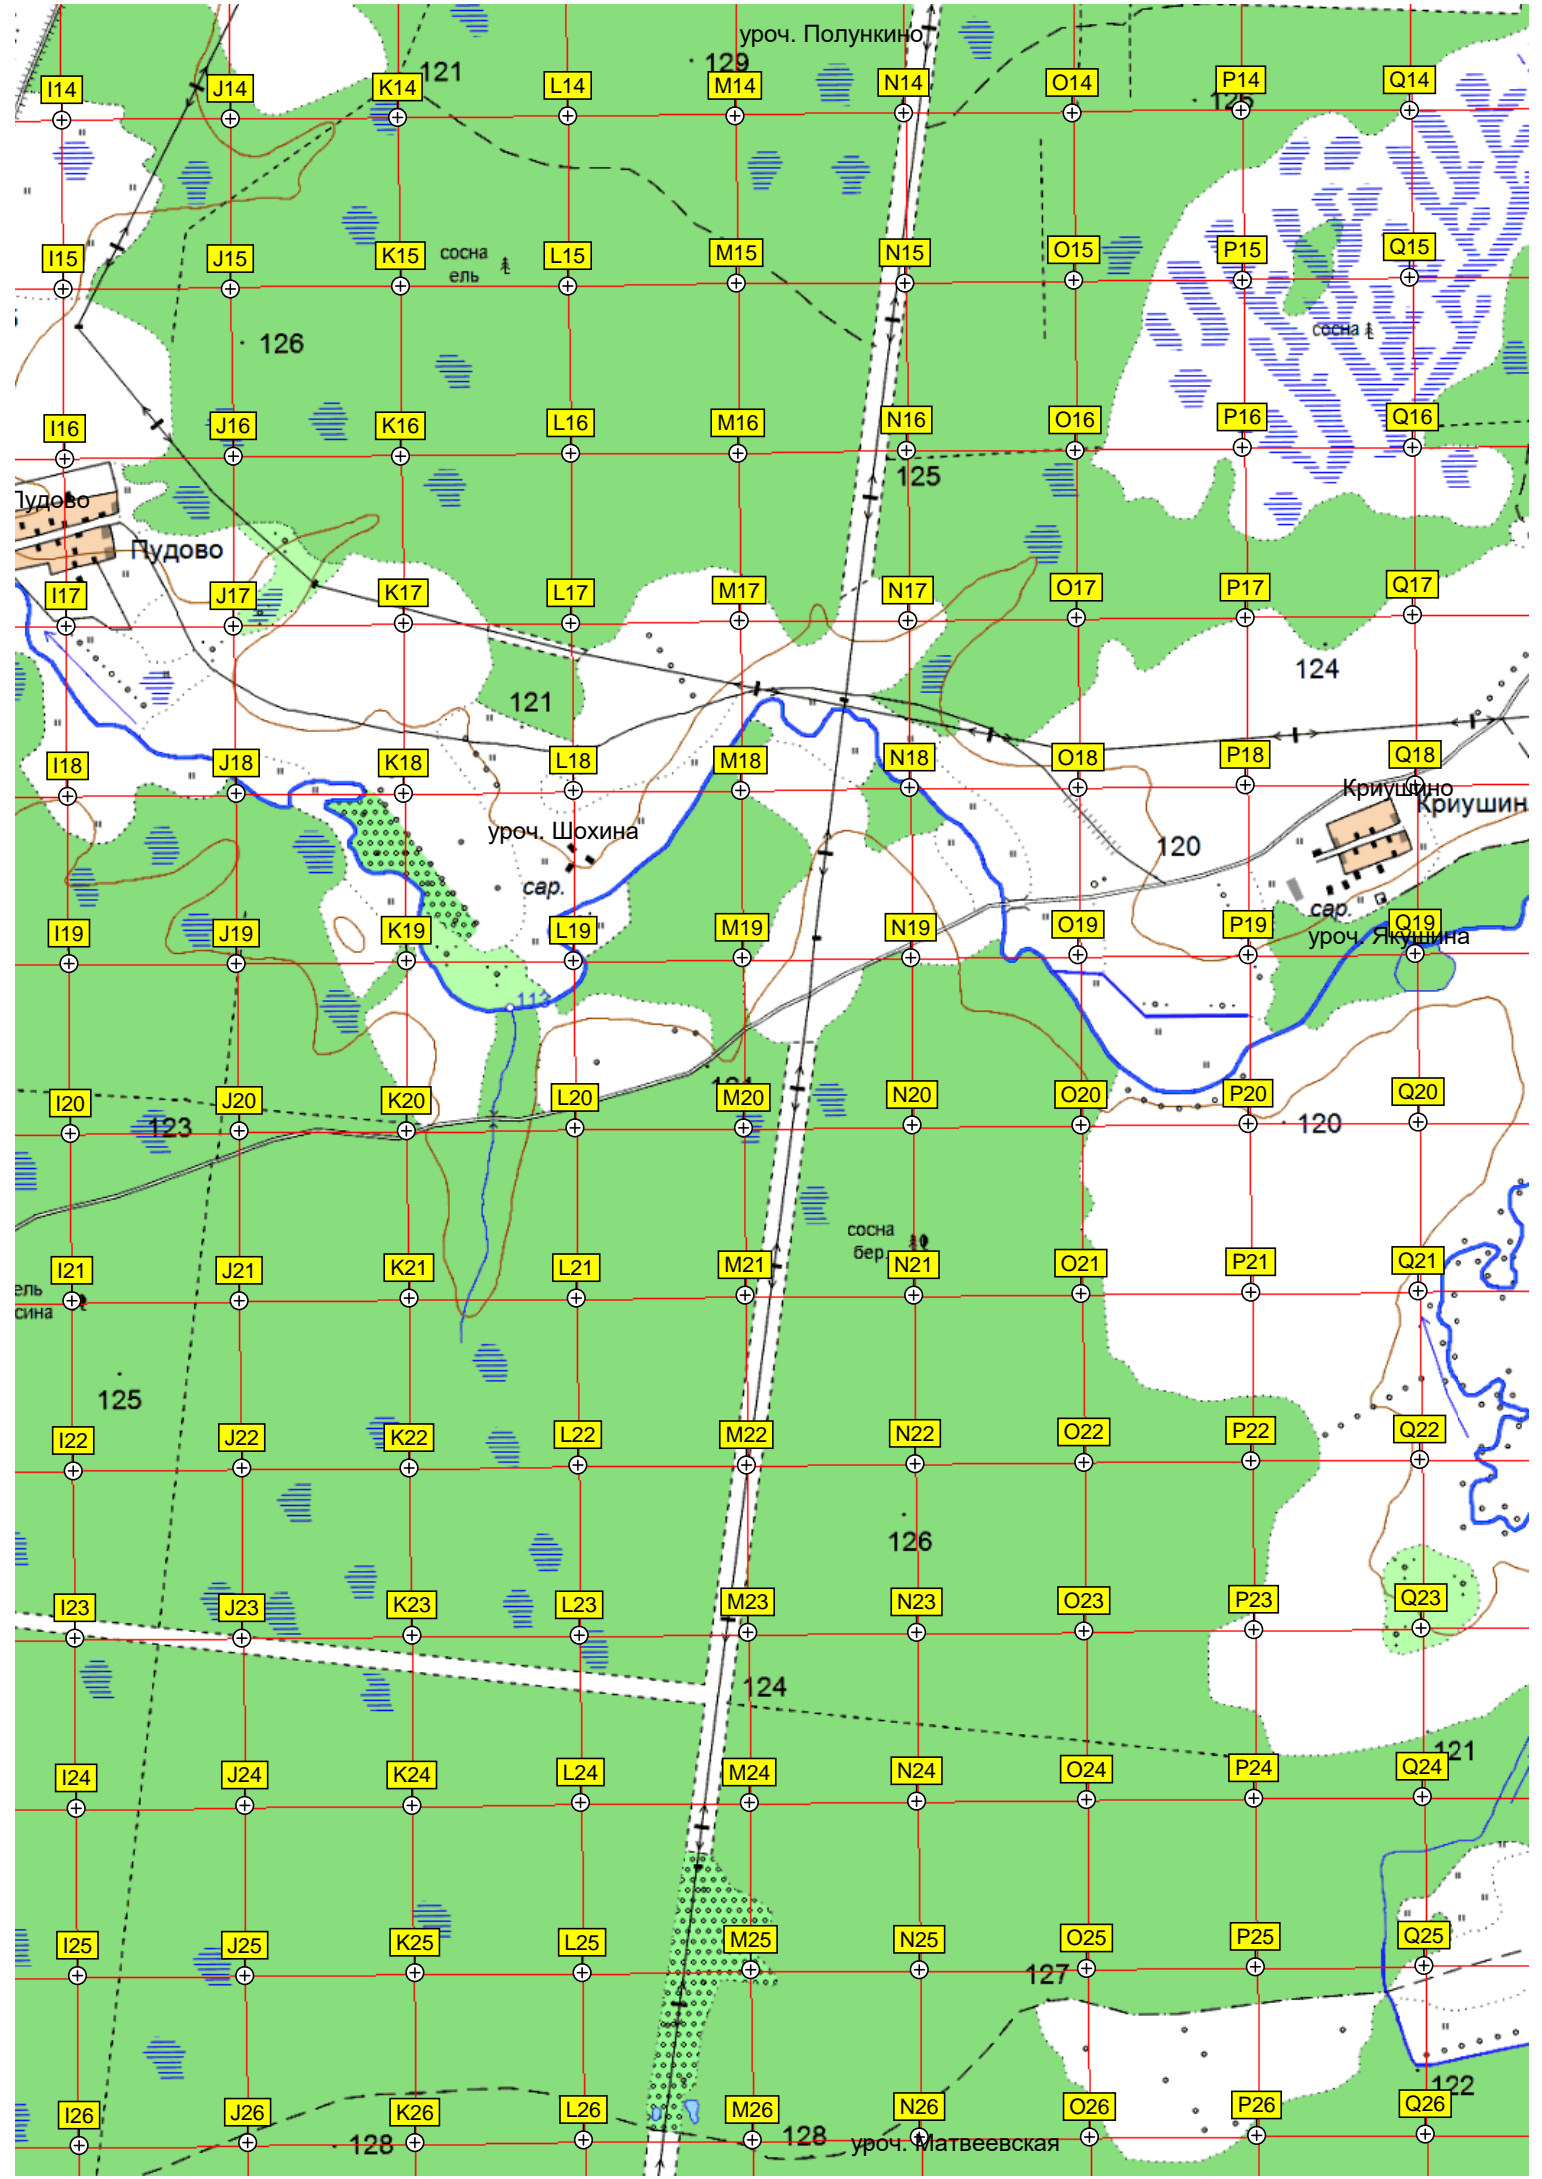 уроч. Полункино
121
129
I14 J14 K14 L14 M14 N14 O14 P14 Q14
125
I15 J15 K15 L15 M15 N15 O15 P15 Q15
сосна
ель
сосна
126
I16 J16 K16 L16 M16 N16 O16 P16 Q16
125
Пудово
Пудово
I17 J17 K17 L17 M17 N17 O17 P17 Q17
124
121
I18 J18 K18 L18 M18 N18 O18 P18 Q18
Криушино
уроч. Шохина
120
сар.
сар.
I19 J19 K19 L19 M19 N19 O19 P19 Q19
уроч. Якушина
113
I20 J20 K20 L20 M20 N20 O20 P20 Q20
123
120
сосна
бер.
I21 J21 K21 L21 M21 N21 O21 P21 Q21
ель
сина
125
I22 J22 K22 L22 M22 N22 O22 P22 Q22
126
I23 J23 K23 L23 M23 N23 O23 P23 Q23
124
121
I24 J24 K24 L24 M24 N24 O24 P24 Q24
I25 J25 K25 L25 M25 N25 O25 P25 Q25
127
122
I26 J26 K26 L26 M26 N26 O26 P26 Q26
128
128
уроч. Матвеевская